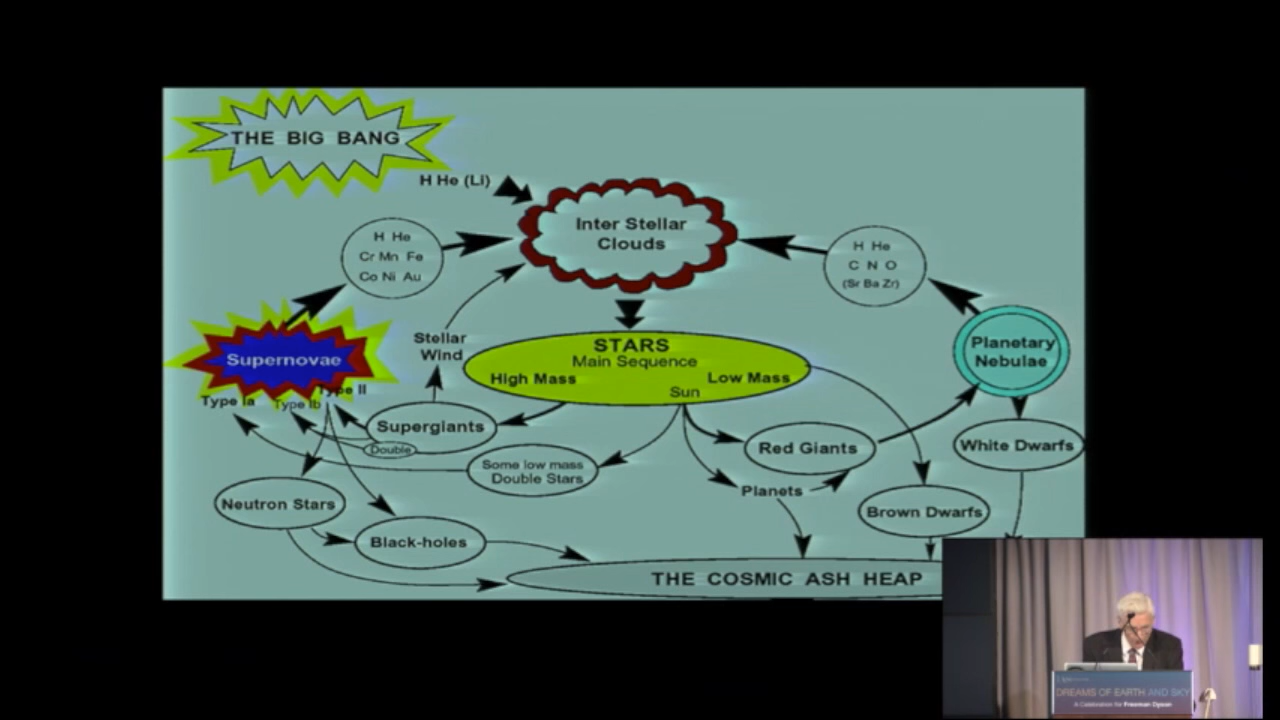 THE BIG BANG
H He (Li)
Inter Stellar
Clouds
H He
Cr Mn Fe
Co Ni Au
H He
C N O
(Sr Ba Zr)
Supernovae
Type Ia
Type Ib
Type II
Stellar
Wind
STARS
Main Sequence
High Mass
Low Mass
Sun
Planetary
Nebulae
Supergiants
Double
Some low mass
Double Stars
Red Giants
White Dwarfs
Planets
Neutron Stars
Brown Dwarfs
Black-holes
THE COSMIC ASH HEAP
DREAMS OF EARTH AND SKY
A Celebration for Freeman Dyson